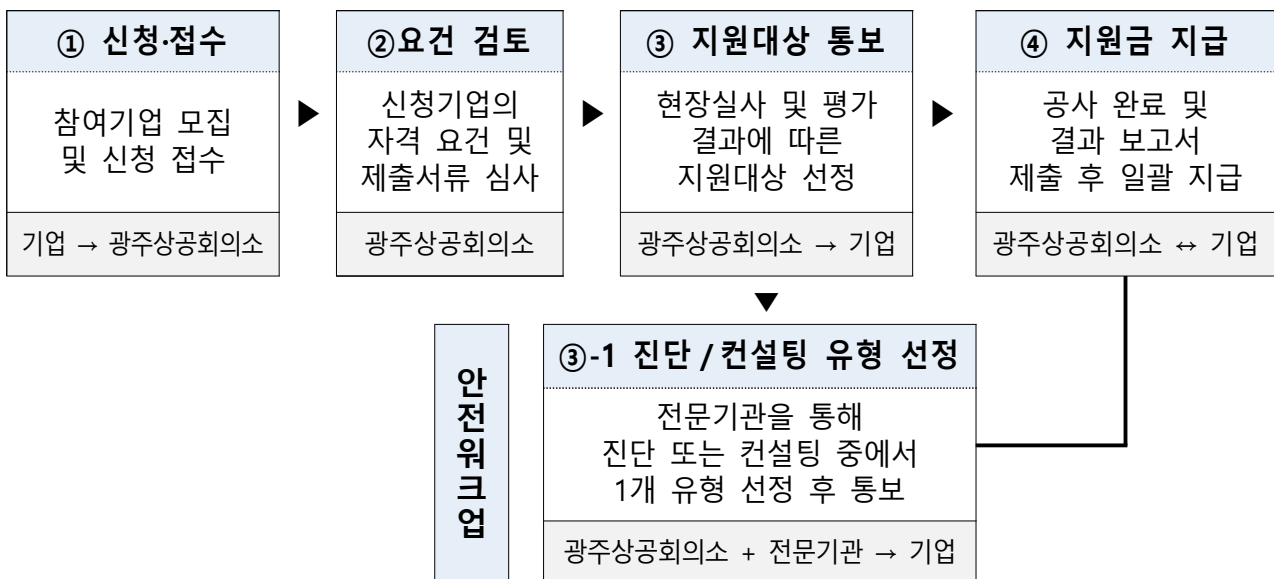 ① 신청·접수
참여기업 모집
및 신청 접수
기업 → 광주상공회의소
▶
②요건 검토
신청기업의
자격 요건 및
제출서류 심사
광주상공회의소
▶
③ 지원대상 통보
현장실사 및 평가
결과에 따른
지원대상 선정
광주상공회의소 → 기업
▶
④ 지원금 지급
공사 완료 및
결과 보고서
제출 후 일괄 지급
광주상공회의소 ↔ 기업
▼
안전워크업
③-1 진단 / 컨설팅 유형 선정
전문기관을 통해
진단 또는 컨설팅 중에서
1개 유형 선정 후 통보
광주상공회의소 + 전문기관 → 기업